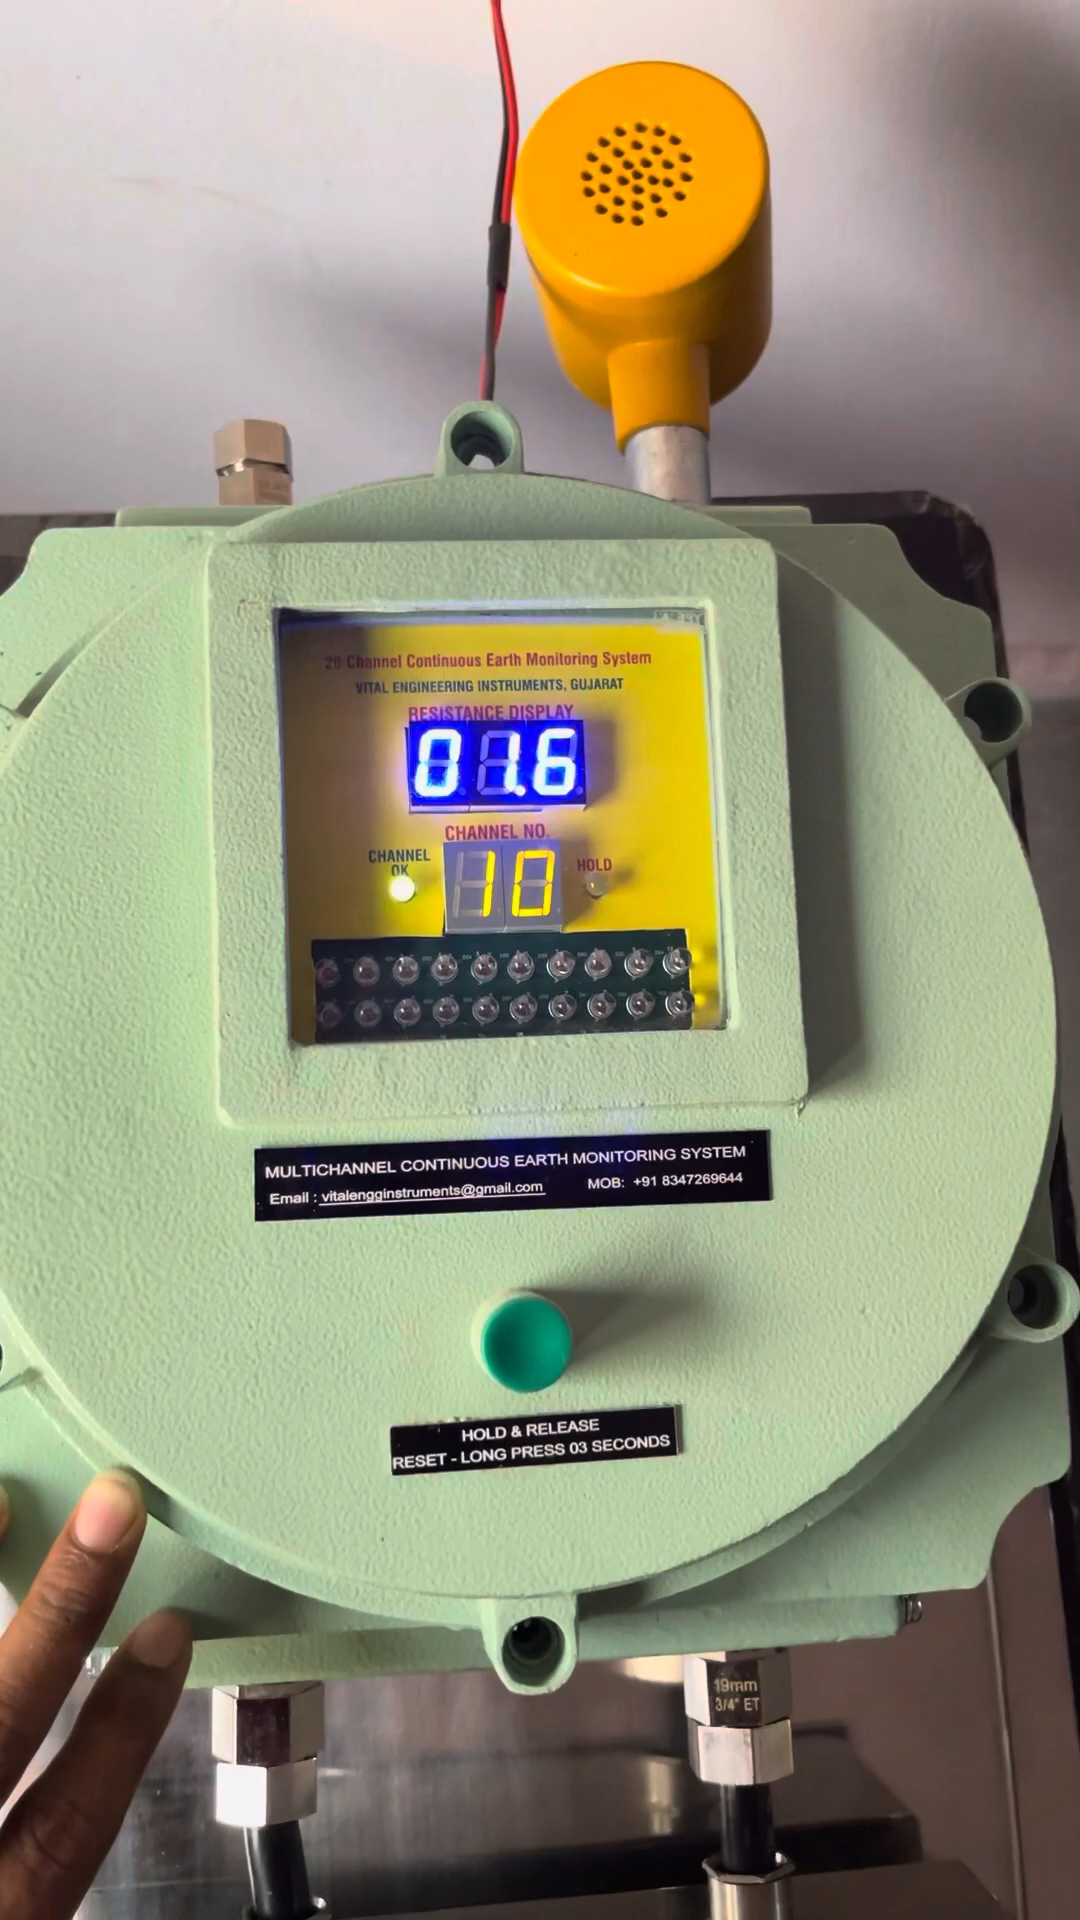 20 Channel Continuous Earth Monitoring System
VITAL ENGINEERING INSTRUMENTS, GUJARAT
RESISTANCE DISPLAY
01.6
CHANNEL NO.
CHANNEL OK
10
HOLD
MULTICHANNEL CONTINUOUS EARTH MONITORING SYSTEM
Email : vitalengginstruments@gmail.com MOB: +91 8347269644
HOLD & RELEASE
RESET - LONG PRESS 03 SECONDS
19mm
3/4" ET